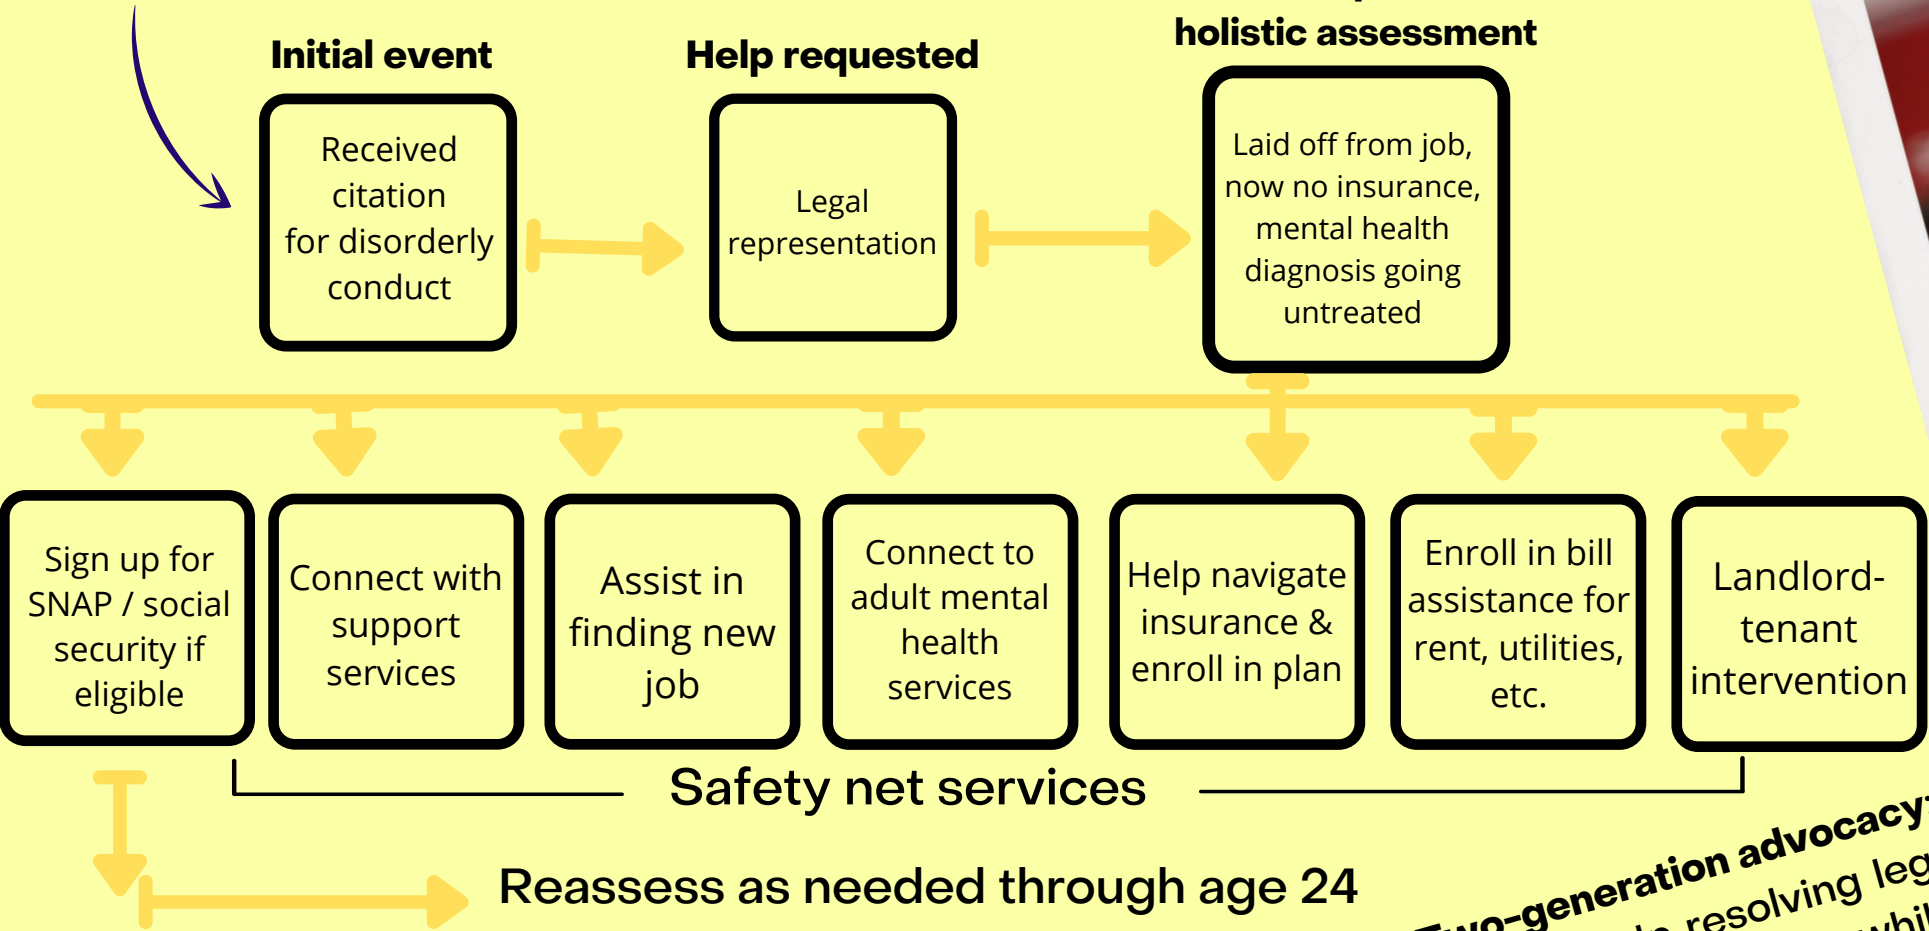 holistic assessment
Initial event
Help requested
Received
citation
for disorderly
conduct
Legal
representation
Laid off from job,
now no insurance,
mental health
diagnosis going
untreated
Sign up for
SNAP / social
security if
eligible
Connect with
support
services
Assist in
finding new
job
Connect to
adult mental
health
services
Help navigate
insurance &
enroll in plan
Enroll in bill
assistance for
rent, utilities,
etc.
Landlord-
tenant
intervention
Safety net services
Reassess as needed through age 24
Two-generation advocacy:
resolving